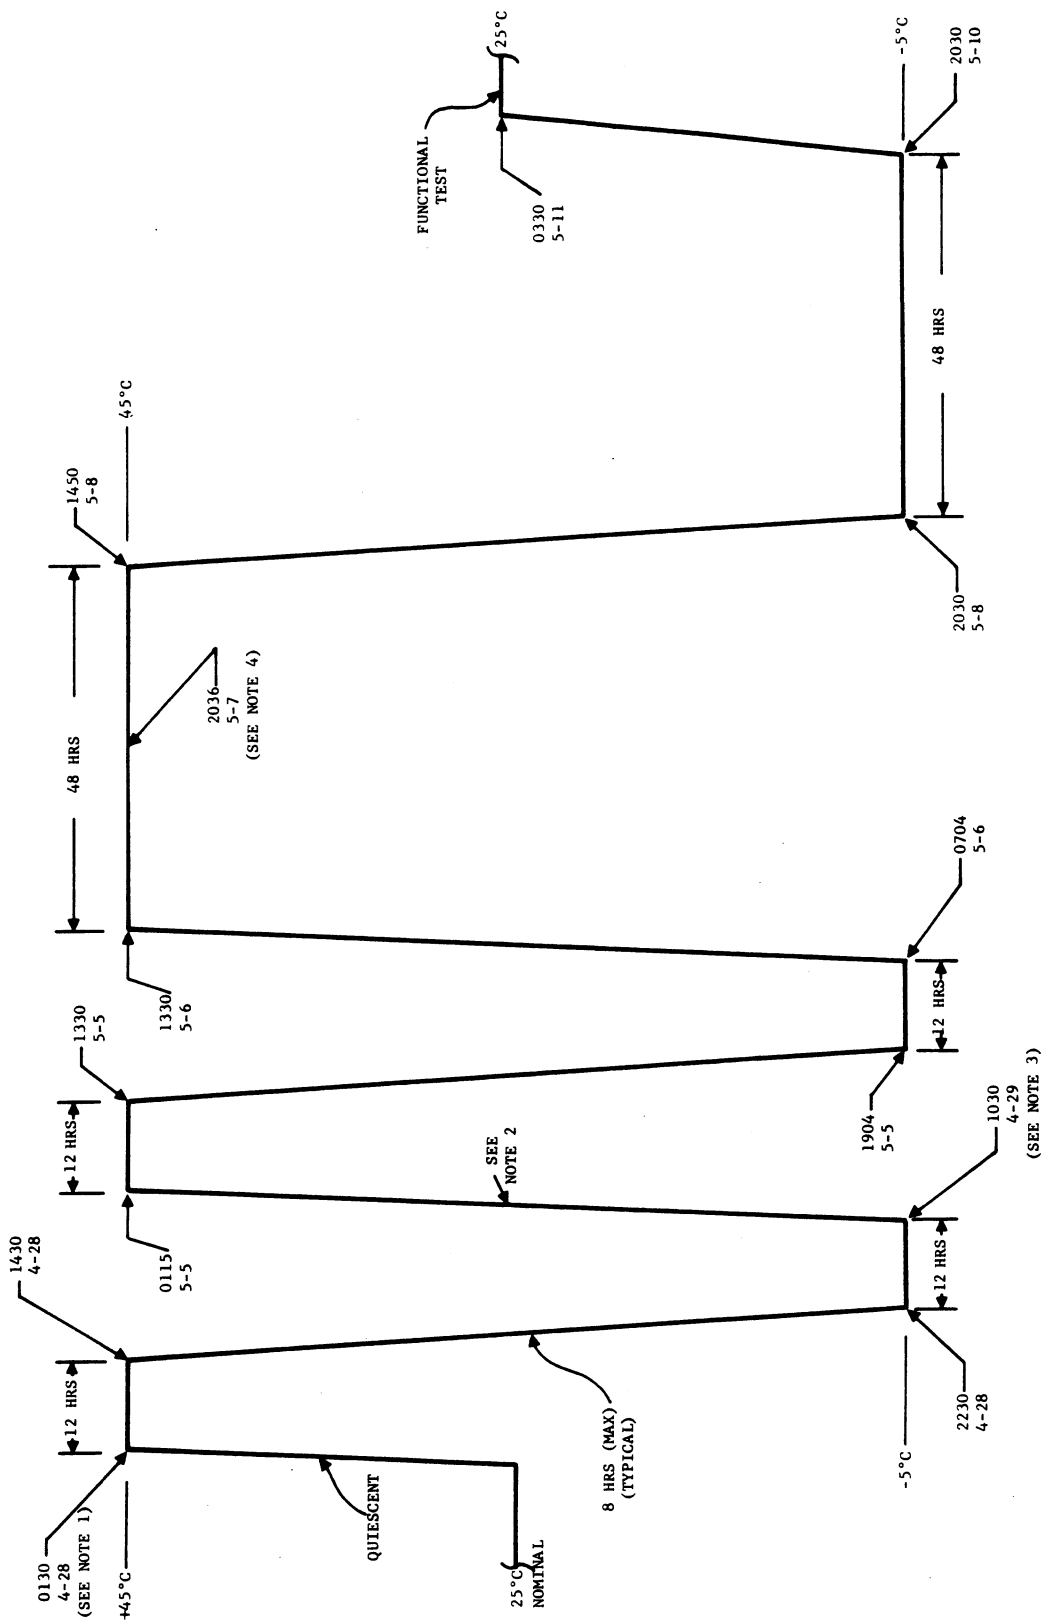 0130
4-28
(SEE NOTE 1)
+45°C
12 HRS
1430
4-28
QUIESCENT
25°C
NOMINAL
8 HRS (MAX)
(TYPICAL)
-5°C
2230
4-28
12 HRS
1030
4-29
(SEE NOTE 3)
SEE
NOTE 2
0115
5-5
12 HRS
1330
5-5
1904
5-5
12 HRS
0704
5-6
1330
5-6
48 HRS
2036
5-7
(SEE NOTE 4)
1450
5-8
45°C
2030
5-8
48 HRS
2030
5-10
-5°C
0330
5-11
FUNCTIONAL
TEST
25°C